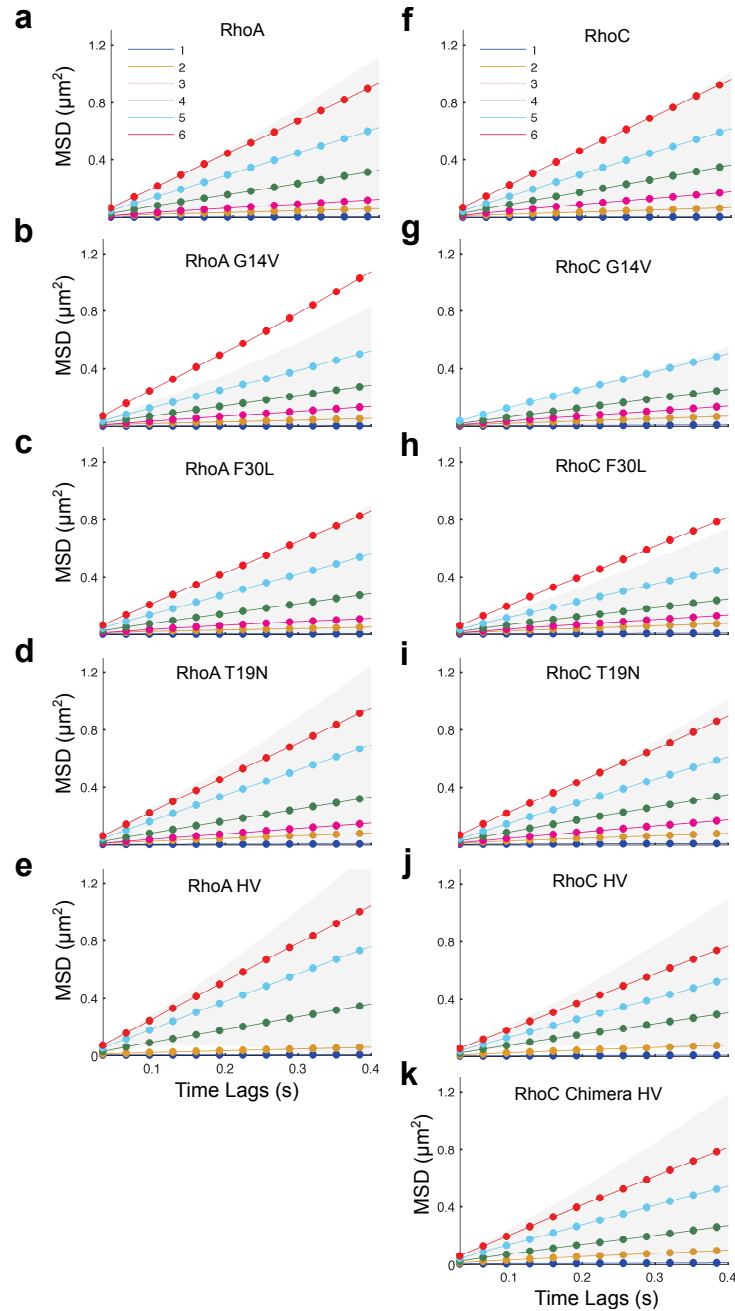 a
RhoA
1.2
0.8
0.4
MSD (µm²)
1
2
3
4
5
6
b
RhoA G14V
1.2
0.8
0.4
MSD (µm²)
c
RhoA F30L
1.2
0.8
0.4
MSD (µm²)
d
RhoA T19N
1.2
0.8
0.4
MSD (µm²)
e
RhoA HV
1.2
0.8
0.4
0
MSD (µm²)
0.1 0.2 0.3 0.4
Time Lags (s)
f
RhoC
1.2
0.8
0.4
1
2
3
4
5
6
g
RhoC G14V
1.2
0.8
0.4
h
RhoC F30L
1.2
0.8
0.4
i
RhoC T19N
1.2
0.8
0.4
j
RhoC HV
1.2
0.8
0.4
k
RhoC Chimera HV
1.2
0.8
0.4
0
MSD (µm²)
0.1 0.2 0.3 0.4
Time Lags (s)